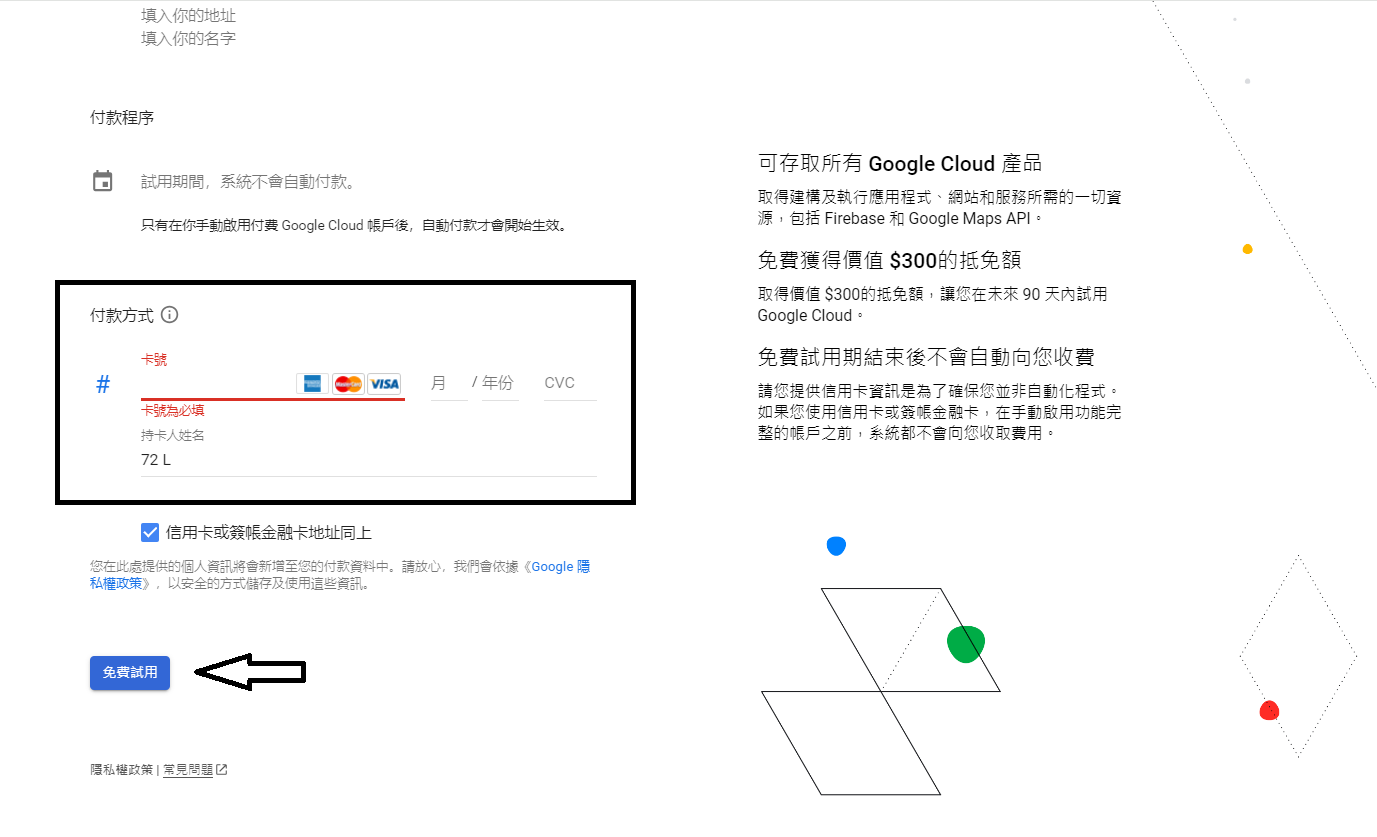 填入你的地址
填入你的名字
付款程序
試用期間，系統不會自動付款。
只有在你手動啟用付費 Google Cloud 帳戶後，自動付款才會開始生效。
付款方式
卡號
#
AMERICAN EXPRESS MasterCard VISA 月 / 年份 CVC
卡號為必填
持卡人姓名
72 L
信用卡或簽帳金融卡地址同上
您在此處提供的個人資訊將會新增至您的付款資料中。請放心，我們會依據《Google 隱
私權政策》，以安全的方式儲存及使用這些資訊。
免費試用
隱私權政策 | 常見問題
可存取所有 Google Cloud 產品
取得建構及執行應用程式、網站和服務所需的一切資
源，包括 Firebase 和 Google Maps API。
免費獲得價值 $300的抵免額
取得價值 $300的抵免額，讓您在未來 90 天內試用
Google Cloud。
免費試用期結束後不會自動向您收費
請您提供信用卡資訊是為了確保您並非自動化程式。
如果您使用信用卡或簽帳金融卡，在手動啟用功能完
整的帳戶之前，系統都不會向您收取費用。